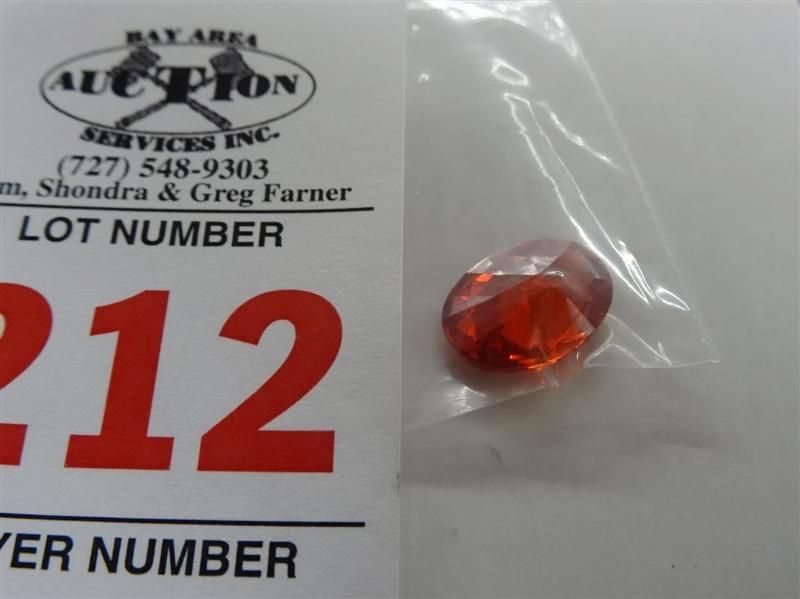 BAY AREA
AUCTION
SERVICES INC.
(727) 548-9303
m, Shondra & Greg Farner
LOT NUMBER
212
YER NUMBER